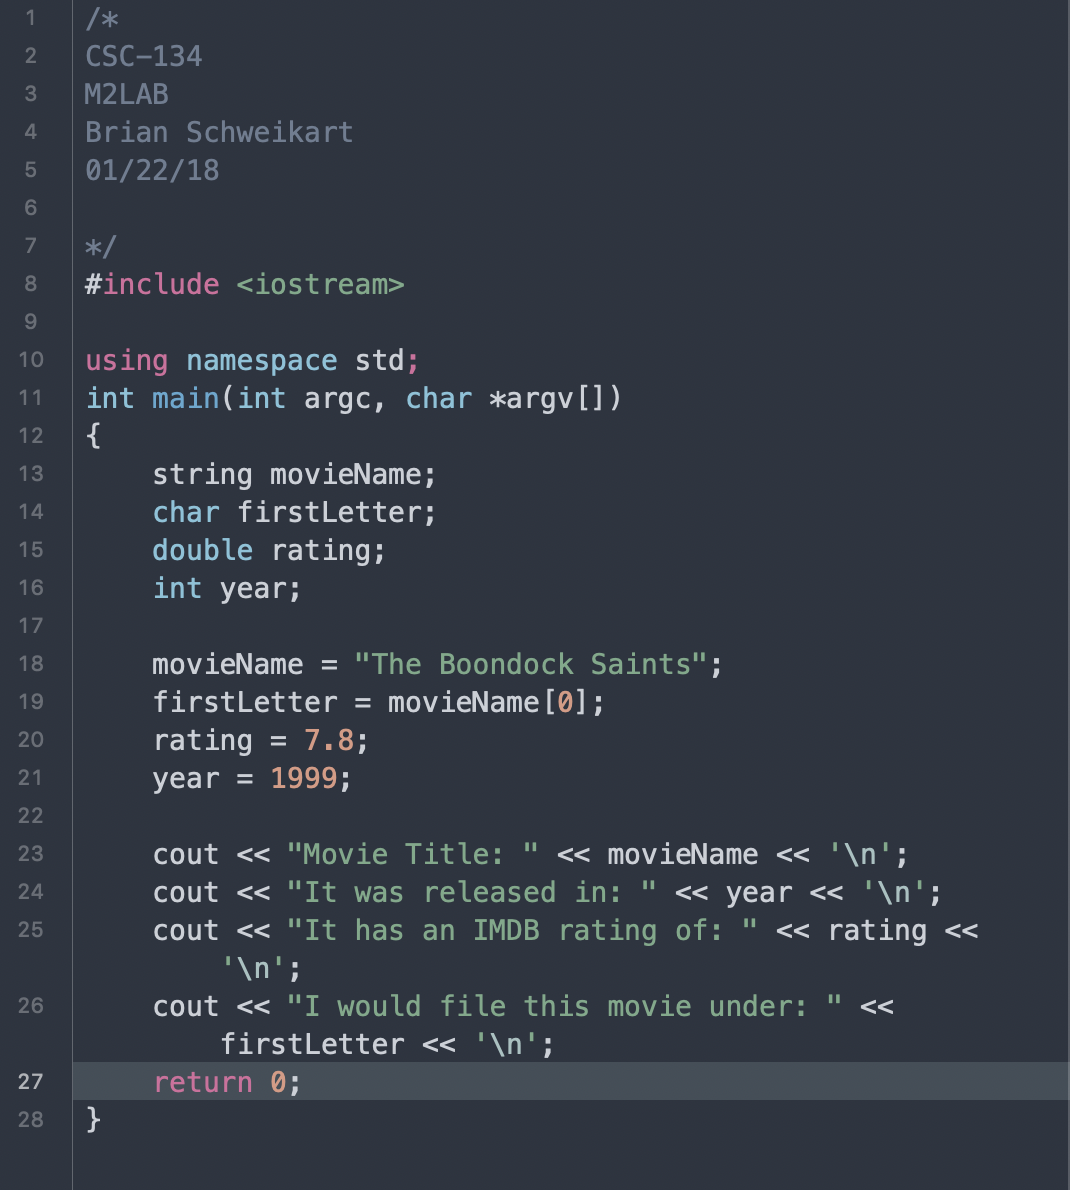 1 /*
2 CSC-134
3 M2LAB
4 Brian Schweikart
5 01/22/18
6
7 */
8 #include <iostream>
9
10 using namespace std;
11 int main(int argc, char *argv[])
12 {
13     string movieName;
14     char firstLetter;
15     double rating;
16     int year;
17
18     movieName = "The Boondock Saints";
19     firstLetter = movieName[0];
20     rating = 7.8;
21     year = 1999;
22
23     cout << "Movie Title: " << movieName << '\n';
24     cout << "It was released in: " << year << '\n';
25     cout << "It has an IMDB rating of: " << rating <<
        '\n';
26     cout << "I would file this movie under: " <<
        firstLetter << '\n';
27     return 0;
28 }